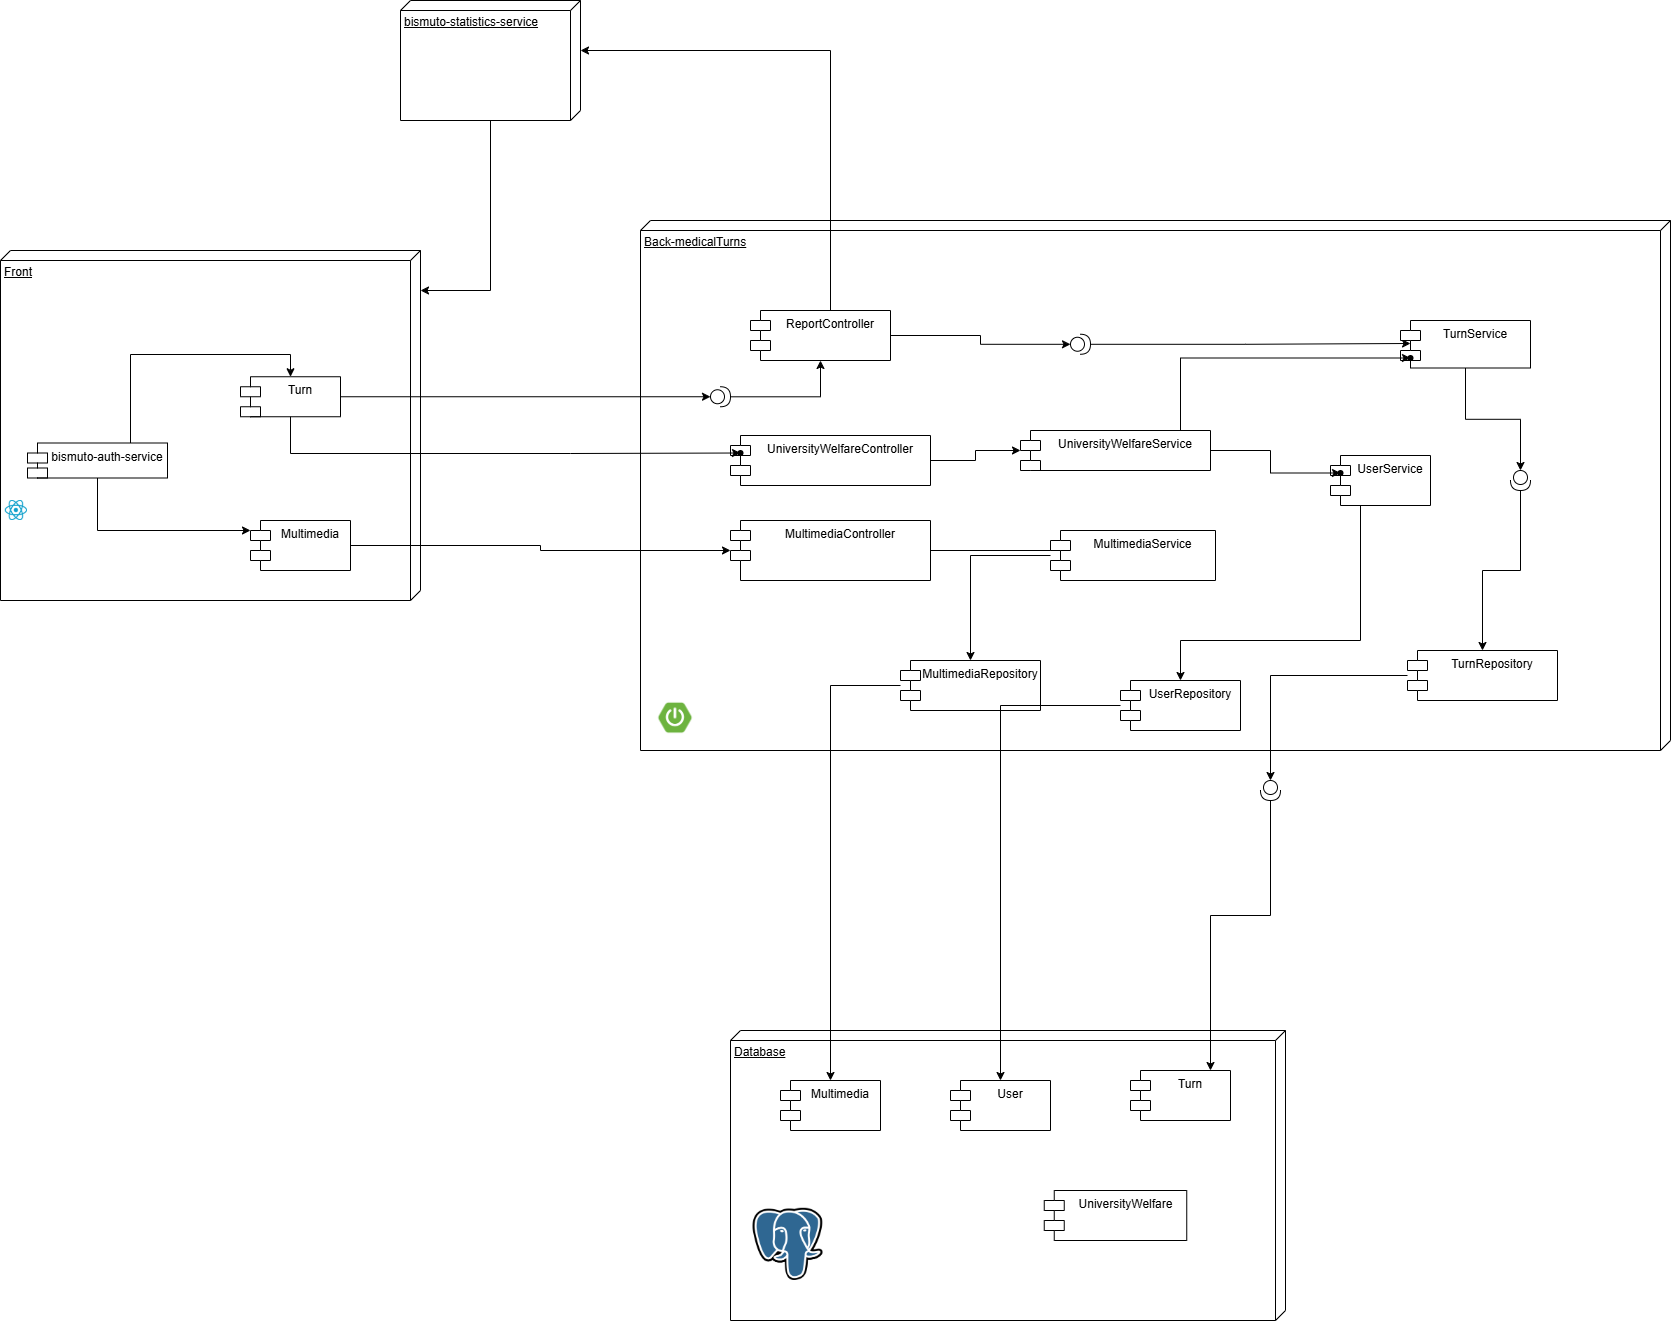 bismuto-statistics-service
Back-medicalTurns
Front
ReportController
TurnService
Turn
UniversityWelfareController
UniversityWelfareService
bismuto-auth-service
UserService
Multimedia
MultimediaController
MultimediaService
MultimediaRepository
UserRepository
TurnRepository
Database
Multimedia
User
Turn
UniversityWelfare